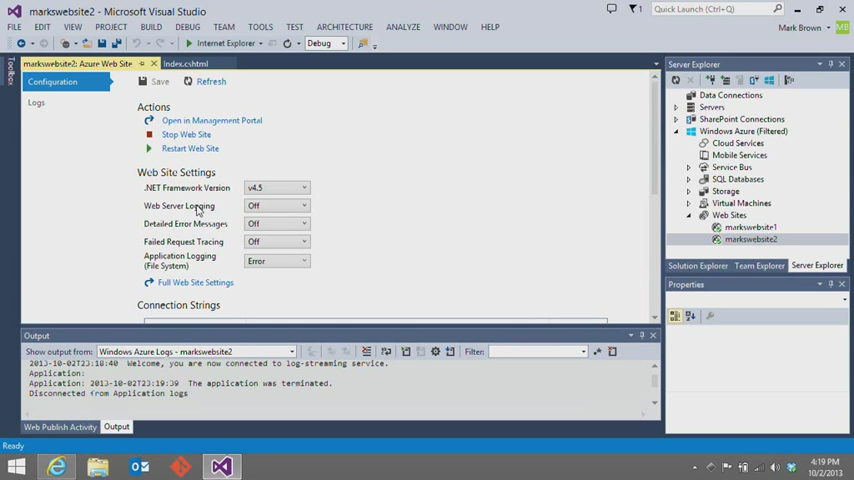 markswebsite2 - Microsoft Visual Studio
1
Quick Launch (Ctrl+Q)
FILE EDIT VIEW PROJECT BUILD DEBUG TEAM TOOLS TEST ARCHITECTURE ANALYZE WINDOW HELP
Mark Brown MB
Internet Explorer Debug
Toolbox
markswebsite2: Azure Web Site Index.cshtml
Configuration
Logs
Save Refresh
Actions
Open in Management Portal
Stop Web Site
Restart Web Site
Web Site Settings
.NET Framework Version v4.5
Web Server Logging Off
Detailed Error Messages Off
Failed Request Tracing Off
Application Logging
(File System) Error
Full Web Site Settings
Connection Strings
Server Explorer
Data Connections
Servers
SharePoint Connections
Windows Azure (Filtered)
Cloud Services
Mobile Services
Service Bus
SQL Databases
Storage
Virtual Machines
Web Sites
markswebsite1
markswebsite2
Solution Explorer Team Explorer Server Explorer
Properties
Output
Show output from: Windows Azure Logs - markswebsite2 Filter:
2013-10-02T23:18:40 Welcome, you are now connected to log-streaming service.
Application:
Application: 2013-10-02T23:19:39 The application was terminated.
Disconnected from Application logs
Web Publish Activity Output
Ready
4:19 PM
10/2/2013